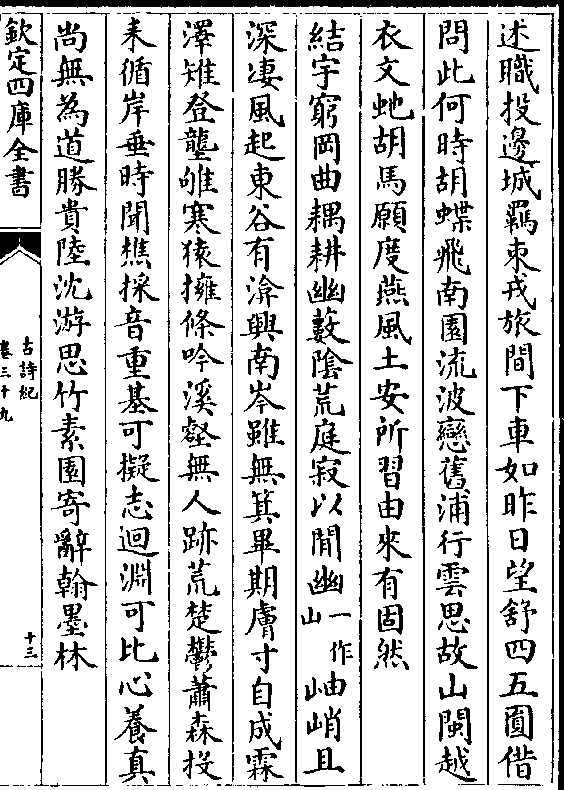 述職投邊城羈束戎旅間下車如昨日望舒四五圓借
問此何時胡蝶飛南園流波戀舊浦行雲思故山閩越
衣文虵胡馬願度燕風土安所習由來有固然
結宇窮岡曲耦耕幽藪陰荒庭寂以閒幽一作山岫峭且
深凄風起東谷有渰興南岑雖無箕畢期膚寸自成霖
澤雉登壟雊寒猿擁條吟溪壑無人跡荒楚鬱蕭森投
耒循岸垂時聞樵採音重基可擬志迴淵可比心養真
尚無為道勝貴陸沈游思竹素園寄辭翰墨林
欽定四庫全書
古詩紀
卷三十九
十三